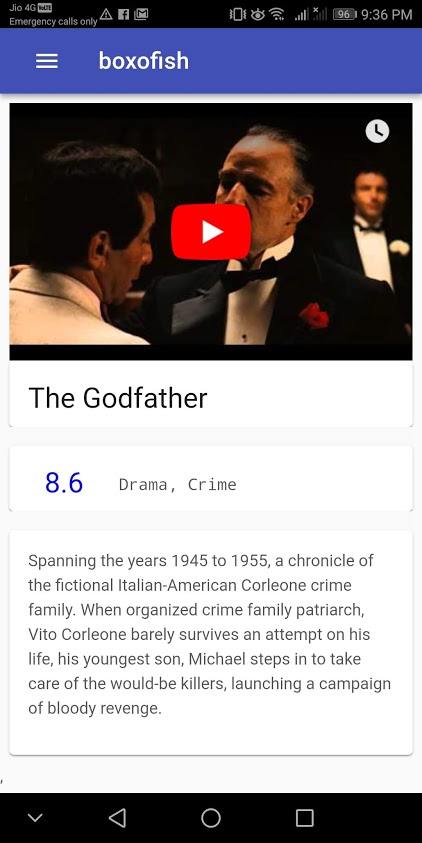 Jio 4G VoLTE
Emergency calls only
96 9:36 PM
boxofish
The Godfather
8.6 Drama, Crime
Spanning the years 1945 to 1955, a chronicle of
the fictional Italian-American Corleone crime
family. When organized crime family patriarch,
Vito Corleone barely survives an attempt on his
life, his youngest son, Michael steps in to take
care of the would-be killers, launching a campaign
of bloody revenge.
,